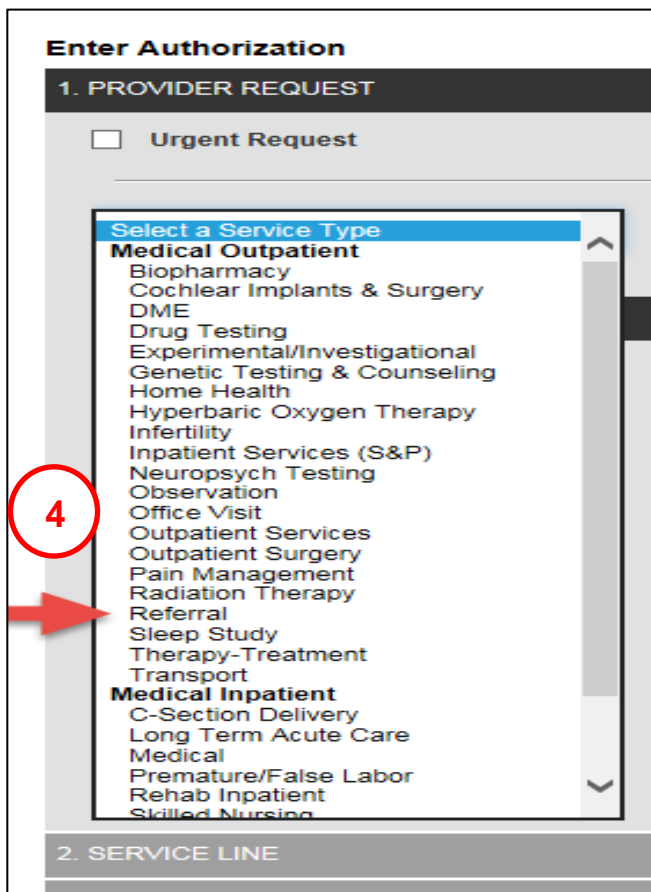 Enter Authorization
1. PROVIDER REQUEST
Urgent Request
Select a Service Type
Medical Outpatient
Biopharmacy
Cochlear Implants & Surgery
DME
Drug Testing
Experimental/Investigational
Genetic Testing & Counseling
Home Health
Hyperbaric Oxygen Therapy
Infertility
Inpatient Services (S&P)
Neuropsych Testing
Observation
4
Office Visit
Outpatient Services
Outpatient Surgery
Pain Management
Radiation Therapy
Referral
Sleep Study
Therapy-Treatment
Transport
Medical Inpatient
C-Section Delivery
Long Term Acute Care
Medical
Premature/False Labor
Rehab Inpatient
Skilled Nursing
2. SERVICE LINE